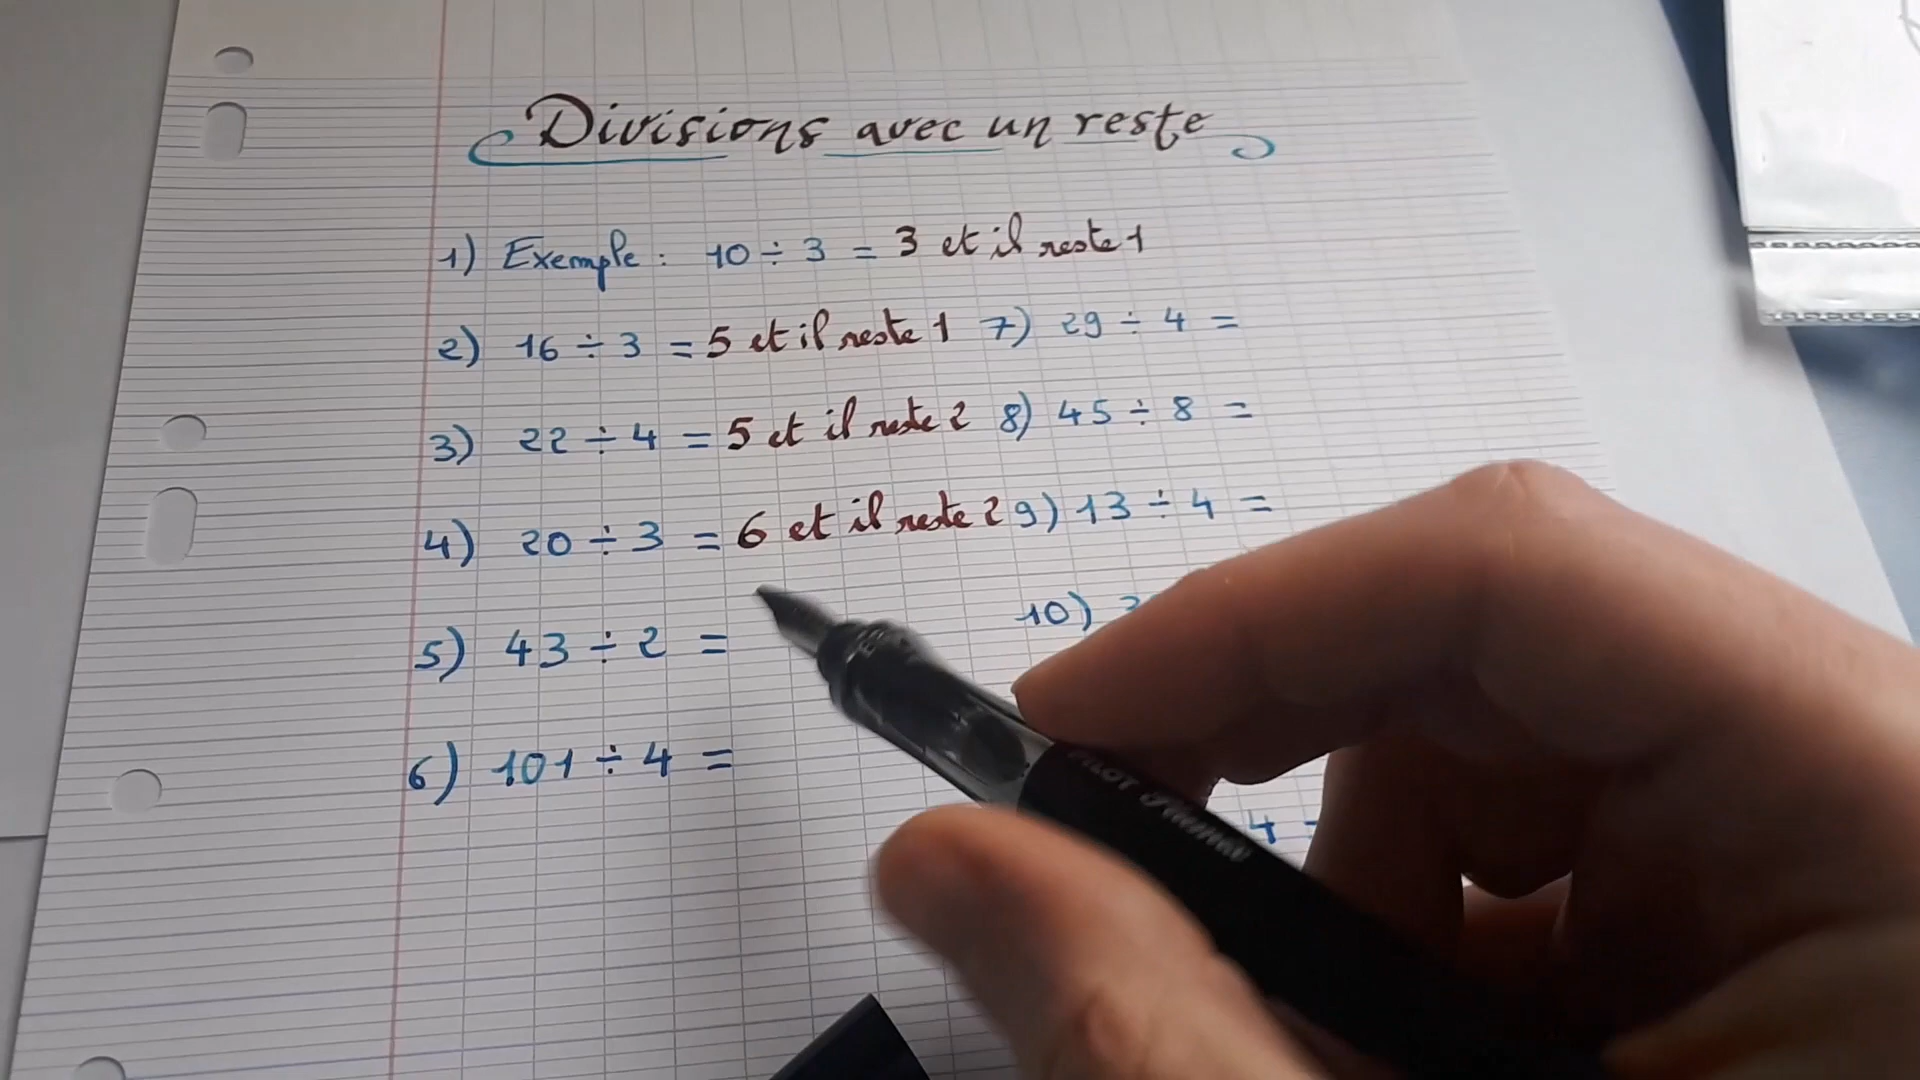 Divisions avec un reste
1) Exemple : 10 ÷ 3 = 3 et il reste 1
2) 16 ÷ 3 = 5 et il reste 1 7) 29 ÷ 4 =
3) 22 ÷ 4 = 5 et il reste 2 8) 45 ÷ 8 =
4) 20 ÷ 3 = 6 et il reste 2 9) 13 ÷ 4 =
5) 43 ÷ 2 = 10)
6) 101 ÷ 4 =
4
PILOT